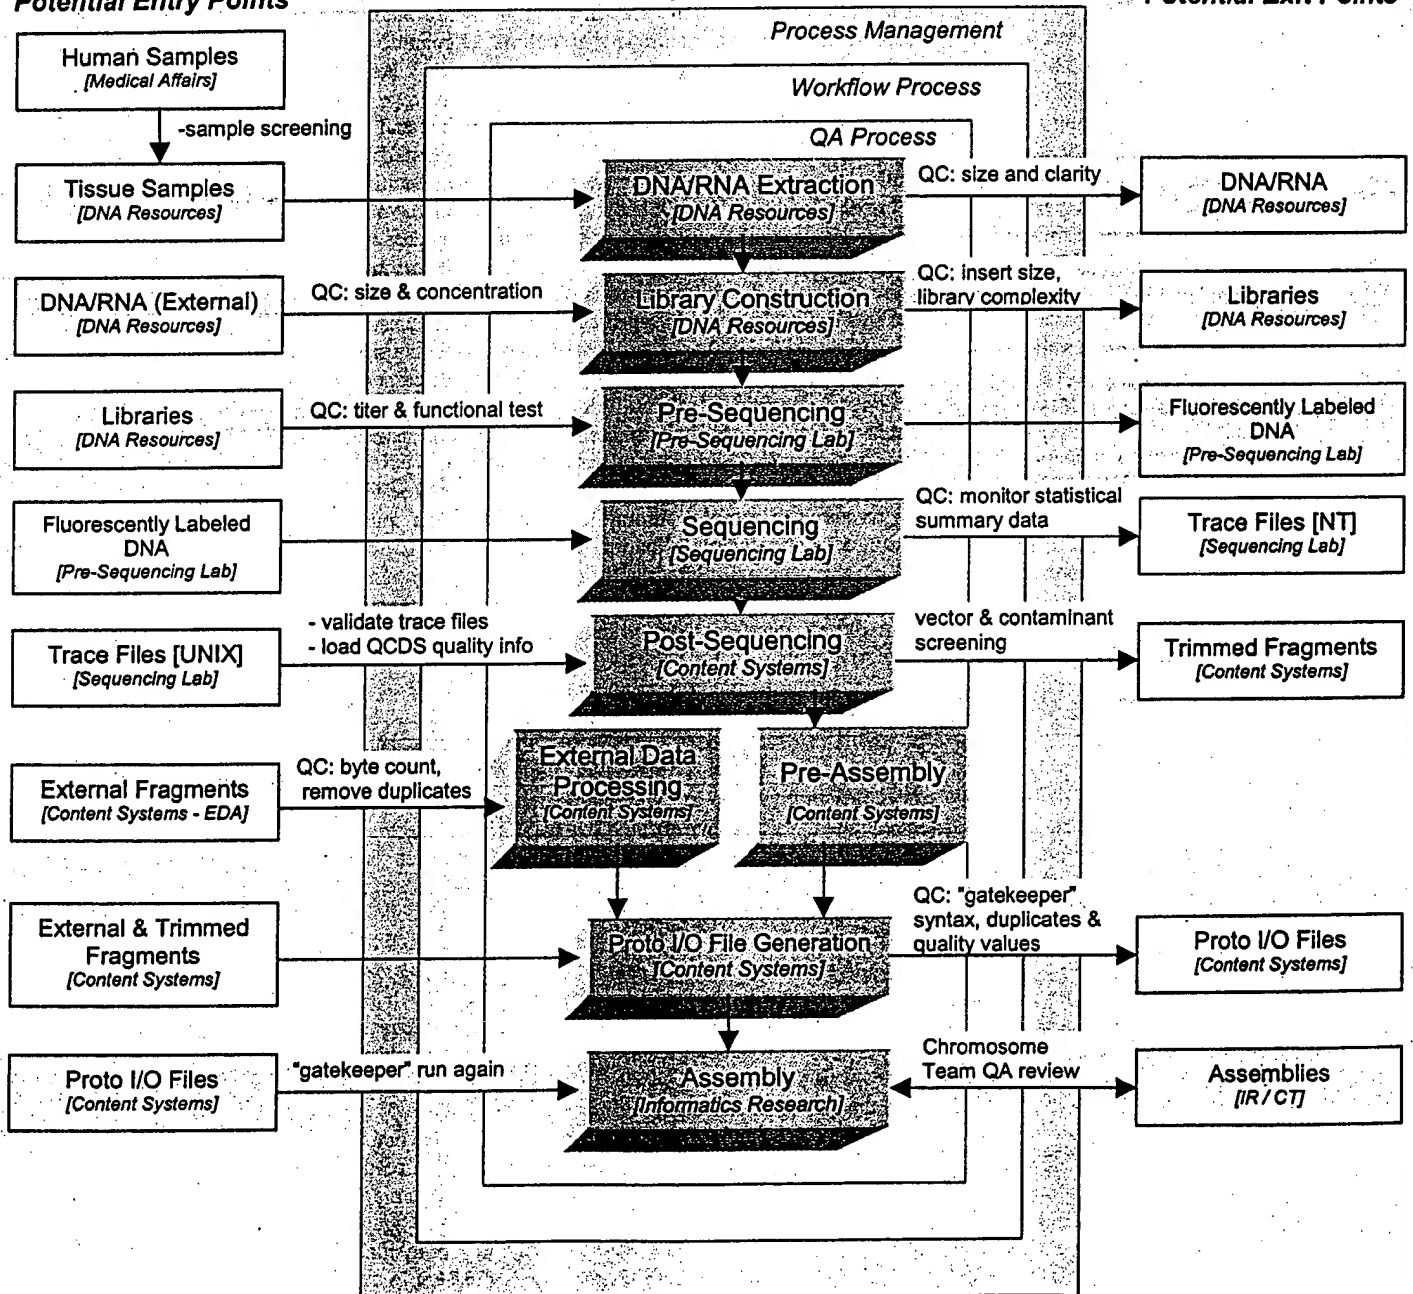 Potential Entry Points
Potential Exit Points
Process Management
Workflow Process
QA Process
Human Samples
[Medical Affairs]
-sample screening
Tissue Samples
[DNA Resources]
DNA/RNA Extraction
[DNA Resources]
QC: size and clarity
DNA/RNA
[DNA Resources]
DNA/RNA (External)
[DNA Resources]
QC: size & concentration
Library Construction
[DNA Resources]
QC: insert size,
library complexity
Libraries
[DNA Resources]
Libraries
[DNA Resources]
QC: titer & functional test
Pre-Sequencing
[Pre-Sequencing Lab]
Fluorescently Labeled
DNA
[Pre-Sequencing Lab]
Fluorescently Labeled
DNA
[Pre-Sequencing Lab]
Sequencing
[Sequencing Lab]
QC: monitor statistical
summary data
Trace Files [NT]
[Sequencing Lab]
Trace Files [UNIX]
[Sequencing Lab]
- validate trace files
- load QCDS quality info
Post-Sequencing
[Content Systems]
vector & contaminant
screening
Trimmed Fragments
[Content Systems]
External Fragments
[Content Systems - EDA]
QC: byte count,
remove duplicates
External Data
Processing
[Content Systems]
Pre-Assembly
[Content Systems]
External & Trimmed
Fragments
[Content Systems]
Proto I/O File Generation
[Content Systems]
QC: "gatekeeper"
syntax, duplicates &
quality values
Proto I/O Files
[Content Systems]
Proto I/O Files
[Content Systems]
"gatekeeper" run again
Assembly
[Informatics Research]
Chromosome
Team QA review
Assemblies
[IR / CT]